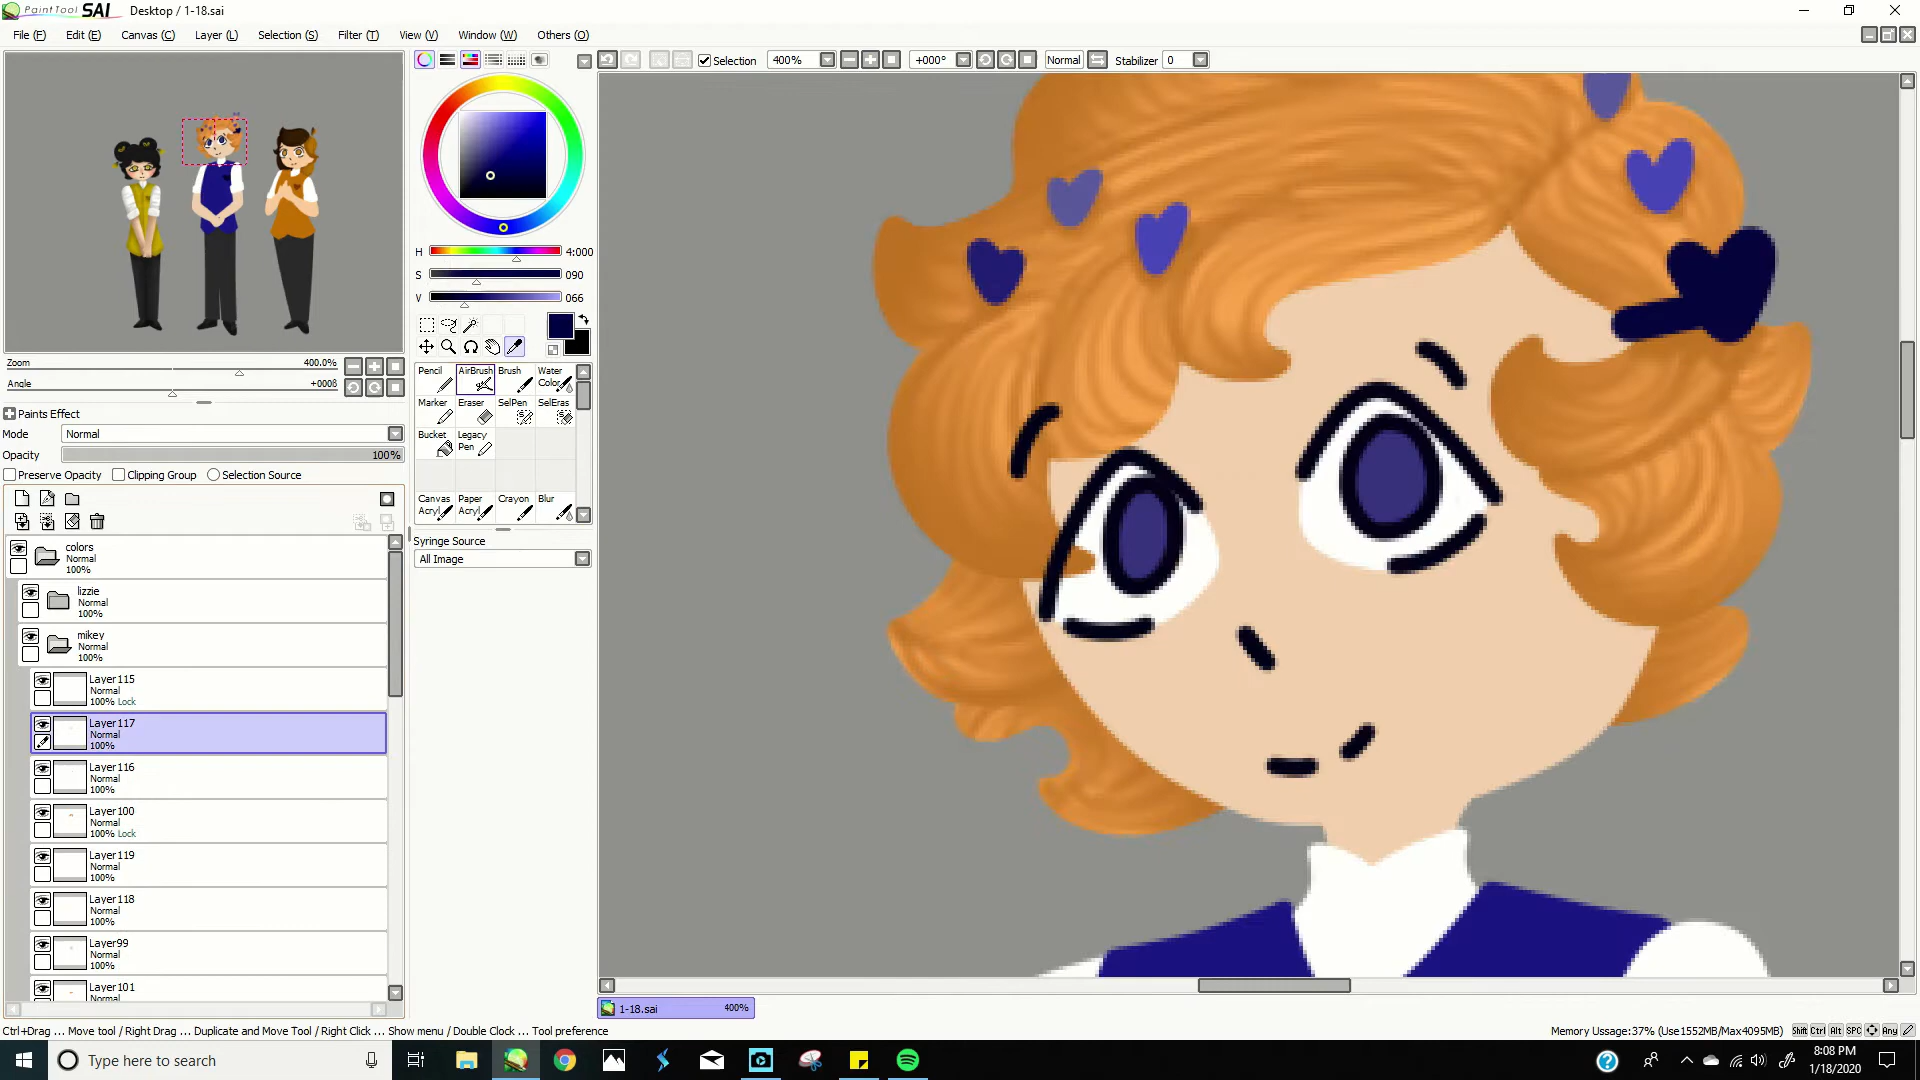 PaintTool SAI Desktop / 1-18.sai
File (F) Edit (E) Canvas (C) Layer (L) Selection (S) Filter (T) View (V) Window (W) Others (O)
Selection 400% +000° Normal Stabilizer 0
H 4:000
S 090
V 066
Zoom 400.0%
Angle +000ß
Pencil AirBrush Brush Water Color
Marker Eraser SelPen SelEras
Bucket Legacy Pen
Canvas Acryl Paper Acryl Crayon Blur
Syringe Source
All Image
Paints Effect
Mode Normal
Opacity 100%
Preserve Opacity Clipping Group Selection Source
colors
Normal
100%
lizzie
Normal
100%
mikey
Normal
100%
Layer115
Normal
100% Lock
Layer117
Normal
100%
Layer116
Normal
100%
Layer100
Normal
100% Lock
Layer119
Normal
100%
Layer118
Normal
100%
Layer99
Normal
100%
Layer101
Normal
1-18.sai 400%
Ctrl+Drag ... Move tool / Right Drag ... Duplicate and Move Tool / Right Click ... Show menu / Double Clock ... Tool preference
Memory Ussage:37% (Use1552MB/Max4095MB) Shift Ctrl Alt SPC Any
Type here to search
8:08 PM
1/18/2020